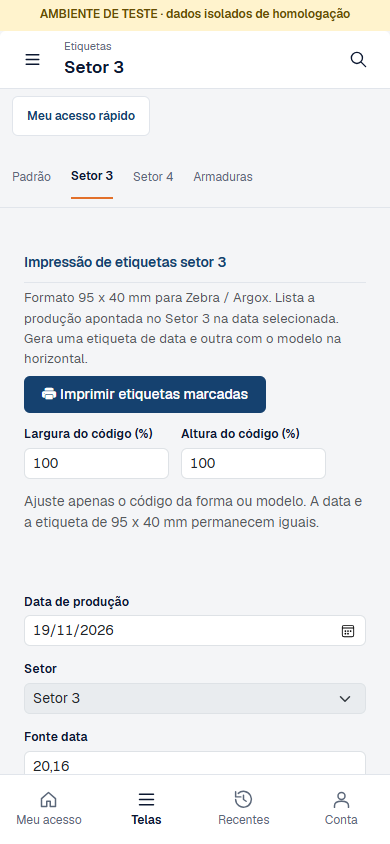 AMBIENTE DE TESTE · dados isolados de homologação
Etiquetas
Setor 3
Meu acesso rápido
Padrão Setor 3 Setor 4 Armaduras
Impressão de etiquetas setor 3
Formato 95 x 40 mm para Zebra / Argox. Lista a
produção apontada no Setor 3 na data selecionada.
Gera uma etiqueta de data e outra com o modelo na
horizontal.
Imprimir etiquetas marcadas
Largura do código (%) Altura do código (%)
100 100
Ajuste apenas o código da forma ou modelo. A data e
a etiqueta de 95 x 40 mm permanecem iguais.
Data de produção
19/11/2026
Setor
Setor 3
Fonte data
20,16
Meu acesso Telas Recentes Conta